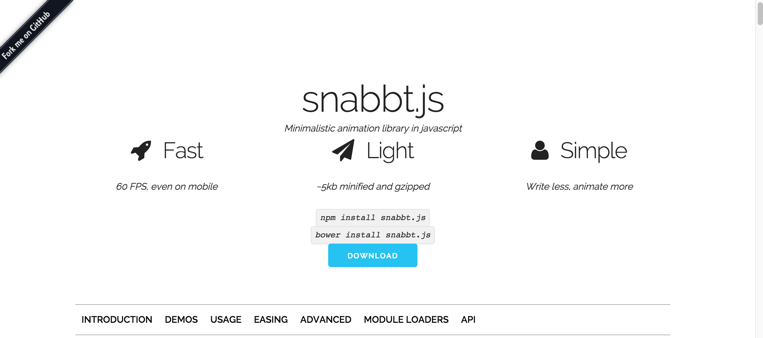 Fork me on GitHub
snabbt.js
Minimalistic animation library in javascript
Fast
Light
Simple
60 FPS, even on mobile
~5kb minified and gzipped
Write less, animate more
npm install snabbt.js
bower install snabbt.js
DOWNLOAD
INTRODUCTION DEMOS USAGE EASING ADVANCED MODULE LOADERS API